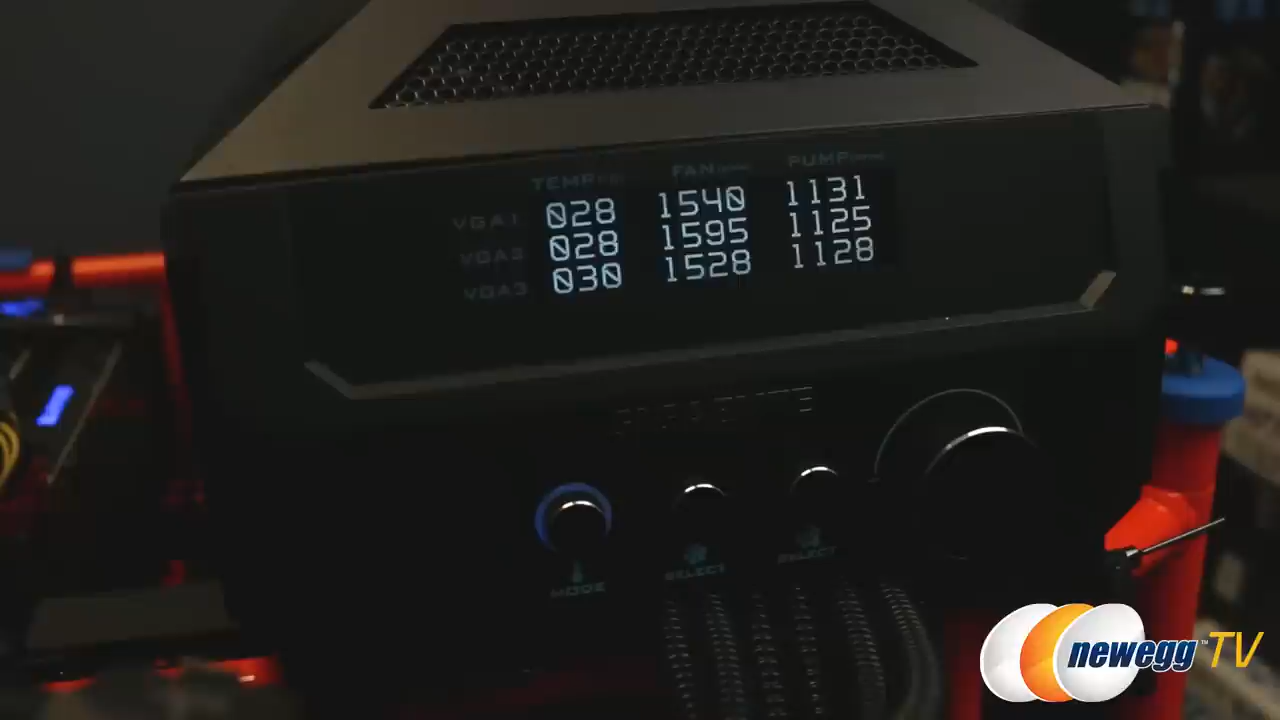 TEMP FAN PUMP
VGA1 028 1540 1131
VGA2 028 1595 1125
VGA3 030 1528 1128
MODE SELECT SELECT
newegg TV